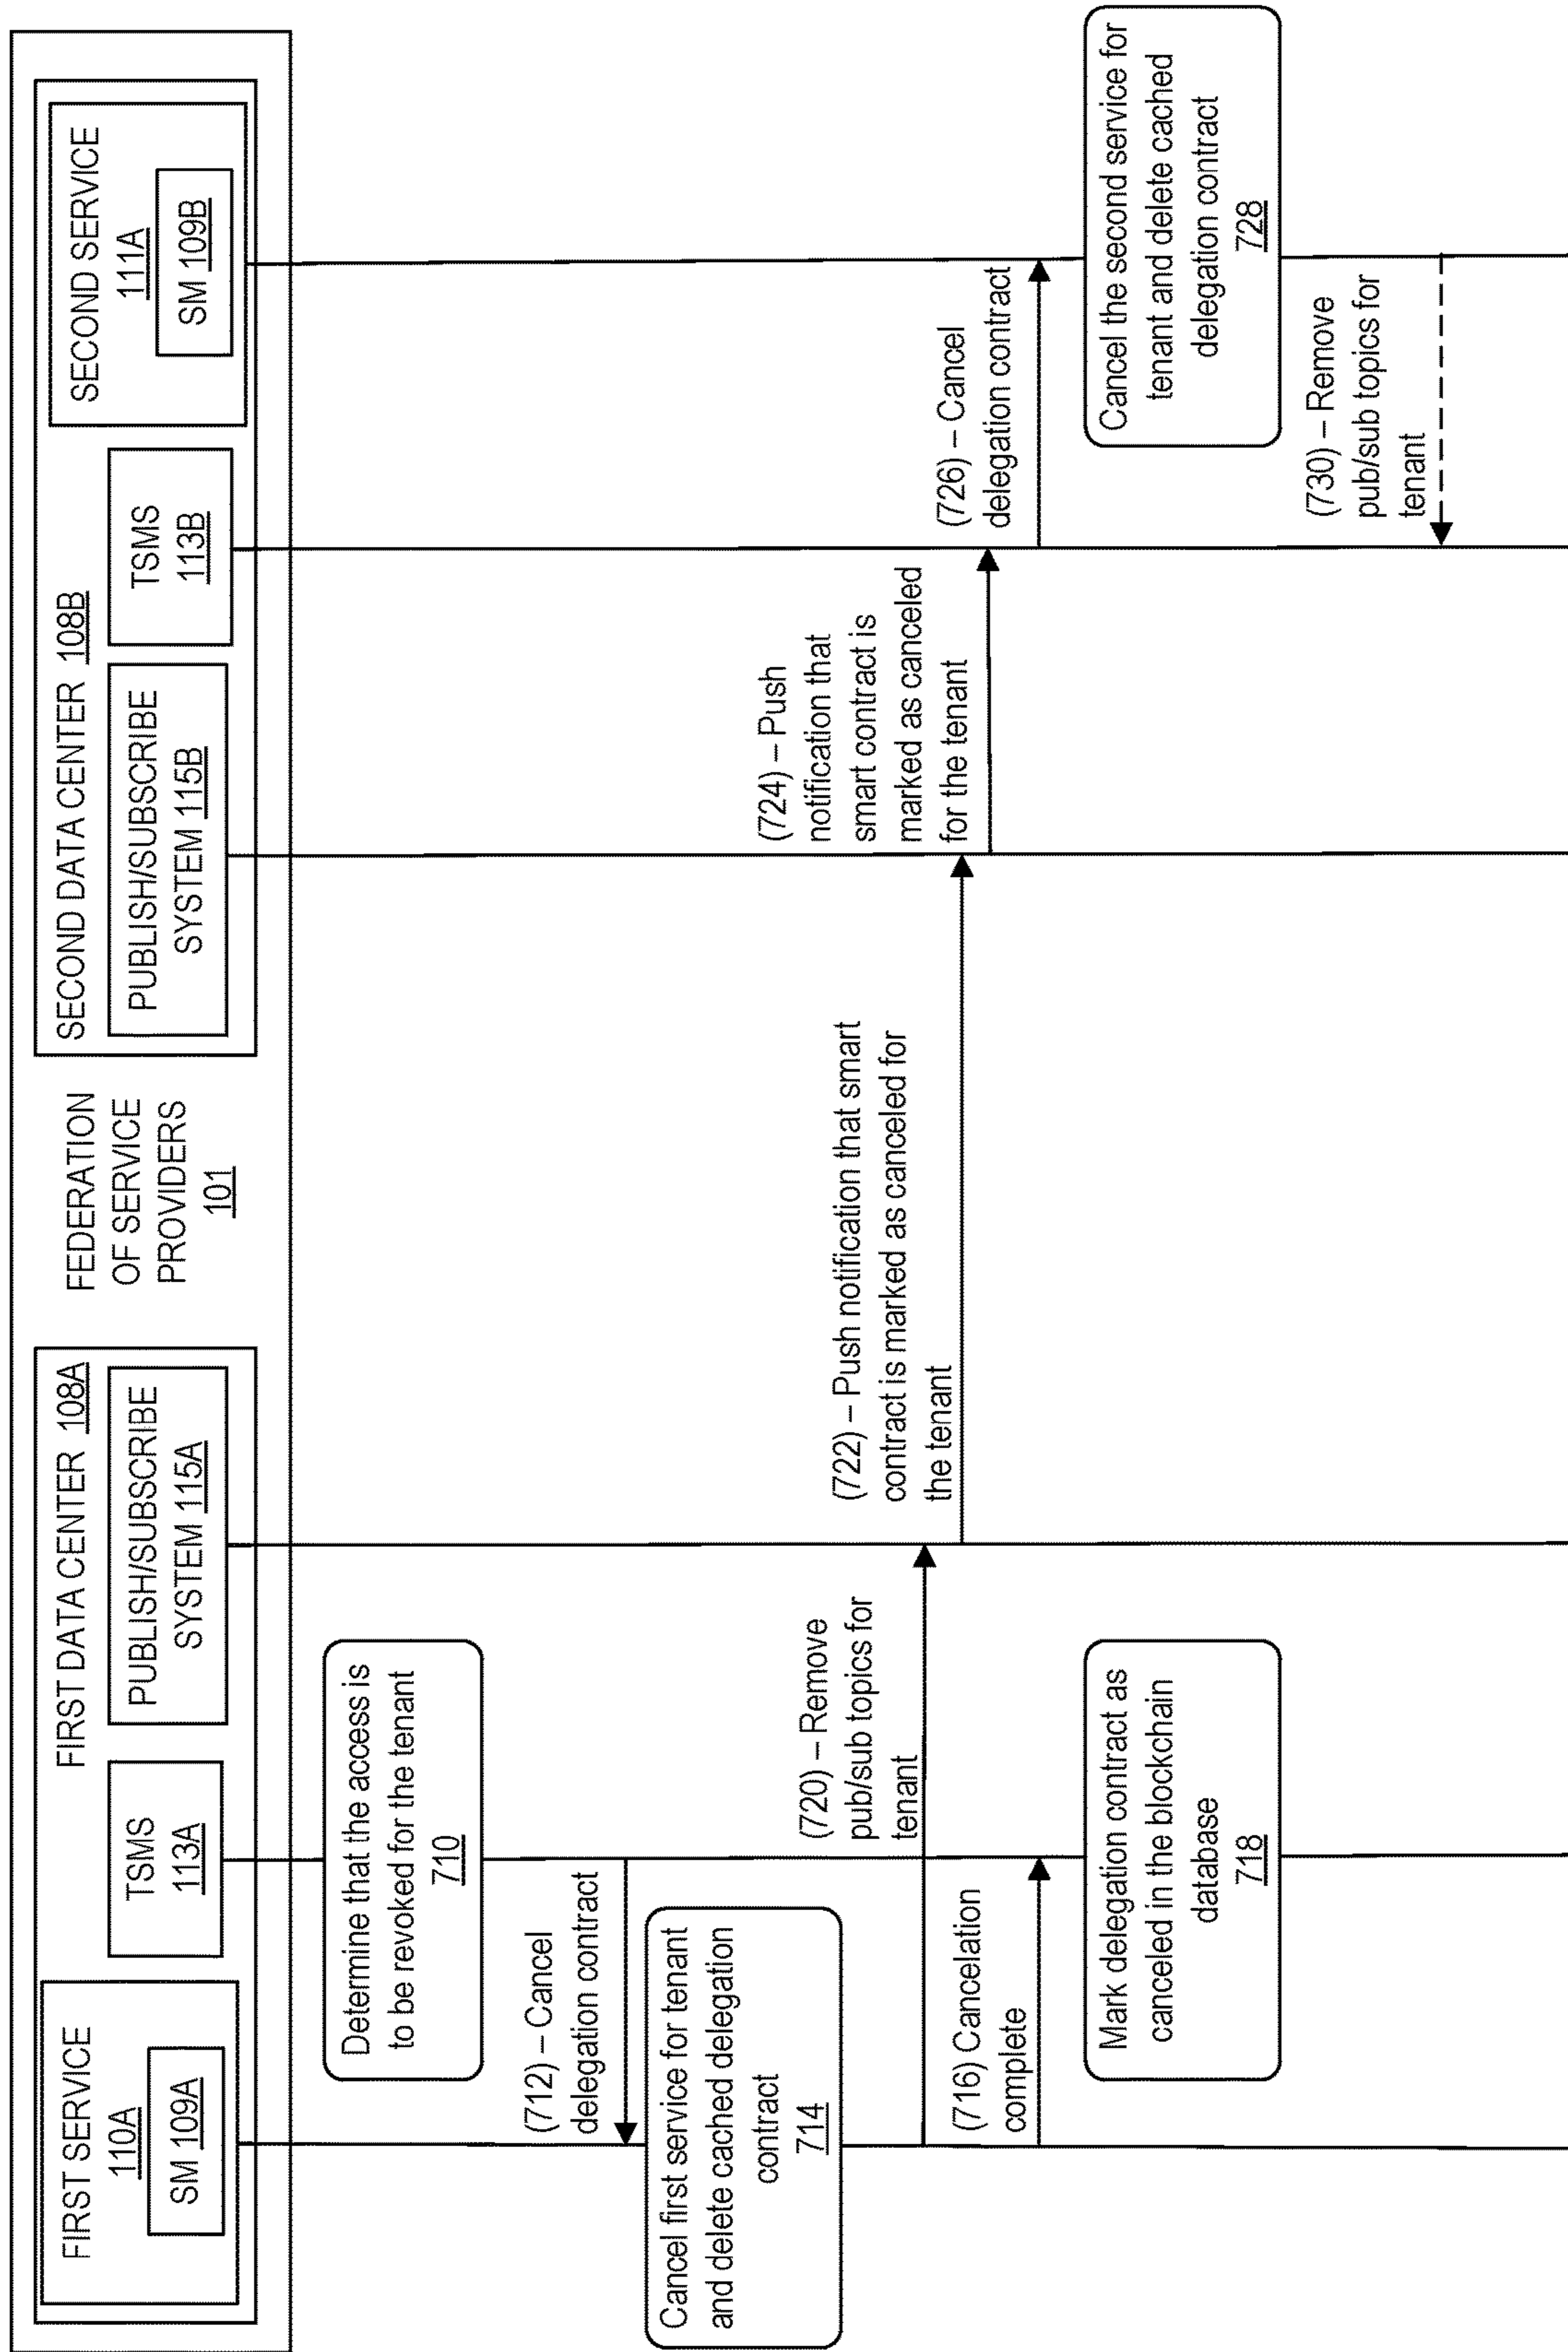 FEDERATION
OF SERVICE
PROVIDERS
101
FIRST DATA CENTER 108A
FIRST SERVICE
110A
SM 109A
TSMS
113A
PUBLISH/SUBSCRIBE
SYSTEM 115A
SECOND DATA CENTER 108B
PUBLISH/SUBSCRIBE
SYSTEM 115B
TSMS
113B
SECOND SERVICE
111A
SM 109B
Determine that the access is
to be revoked for the tenant
710
(712) – Cancel
delegation contract
Cancel first service for tenant
and delete cached delegation
contract
714
(720) – Remove
pub/sub topics for
tenant
(722) – Push notification that smart
contract is marked as canceled for
the tenant
(724) – Push
notification that
smart contract is
marked as canceled
for the tenant
(716) Cancelation
complete
(726) – Cancel
delegation contract
Mark delegation contract as
canceled in the blockchain
database
718
Cancel the second service for
tenant and delete cached
delegation contract
728
(730) – Remove
pub/sub topics for
tenant